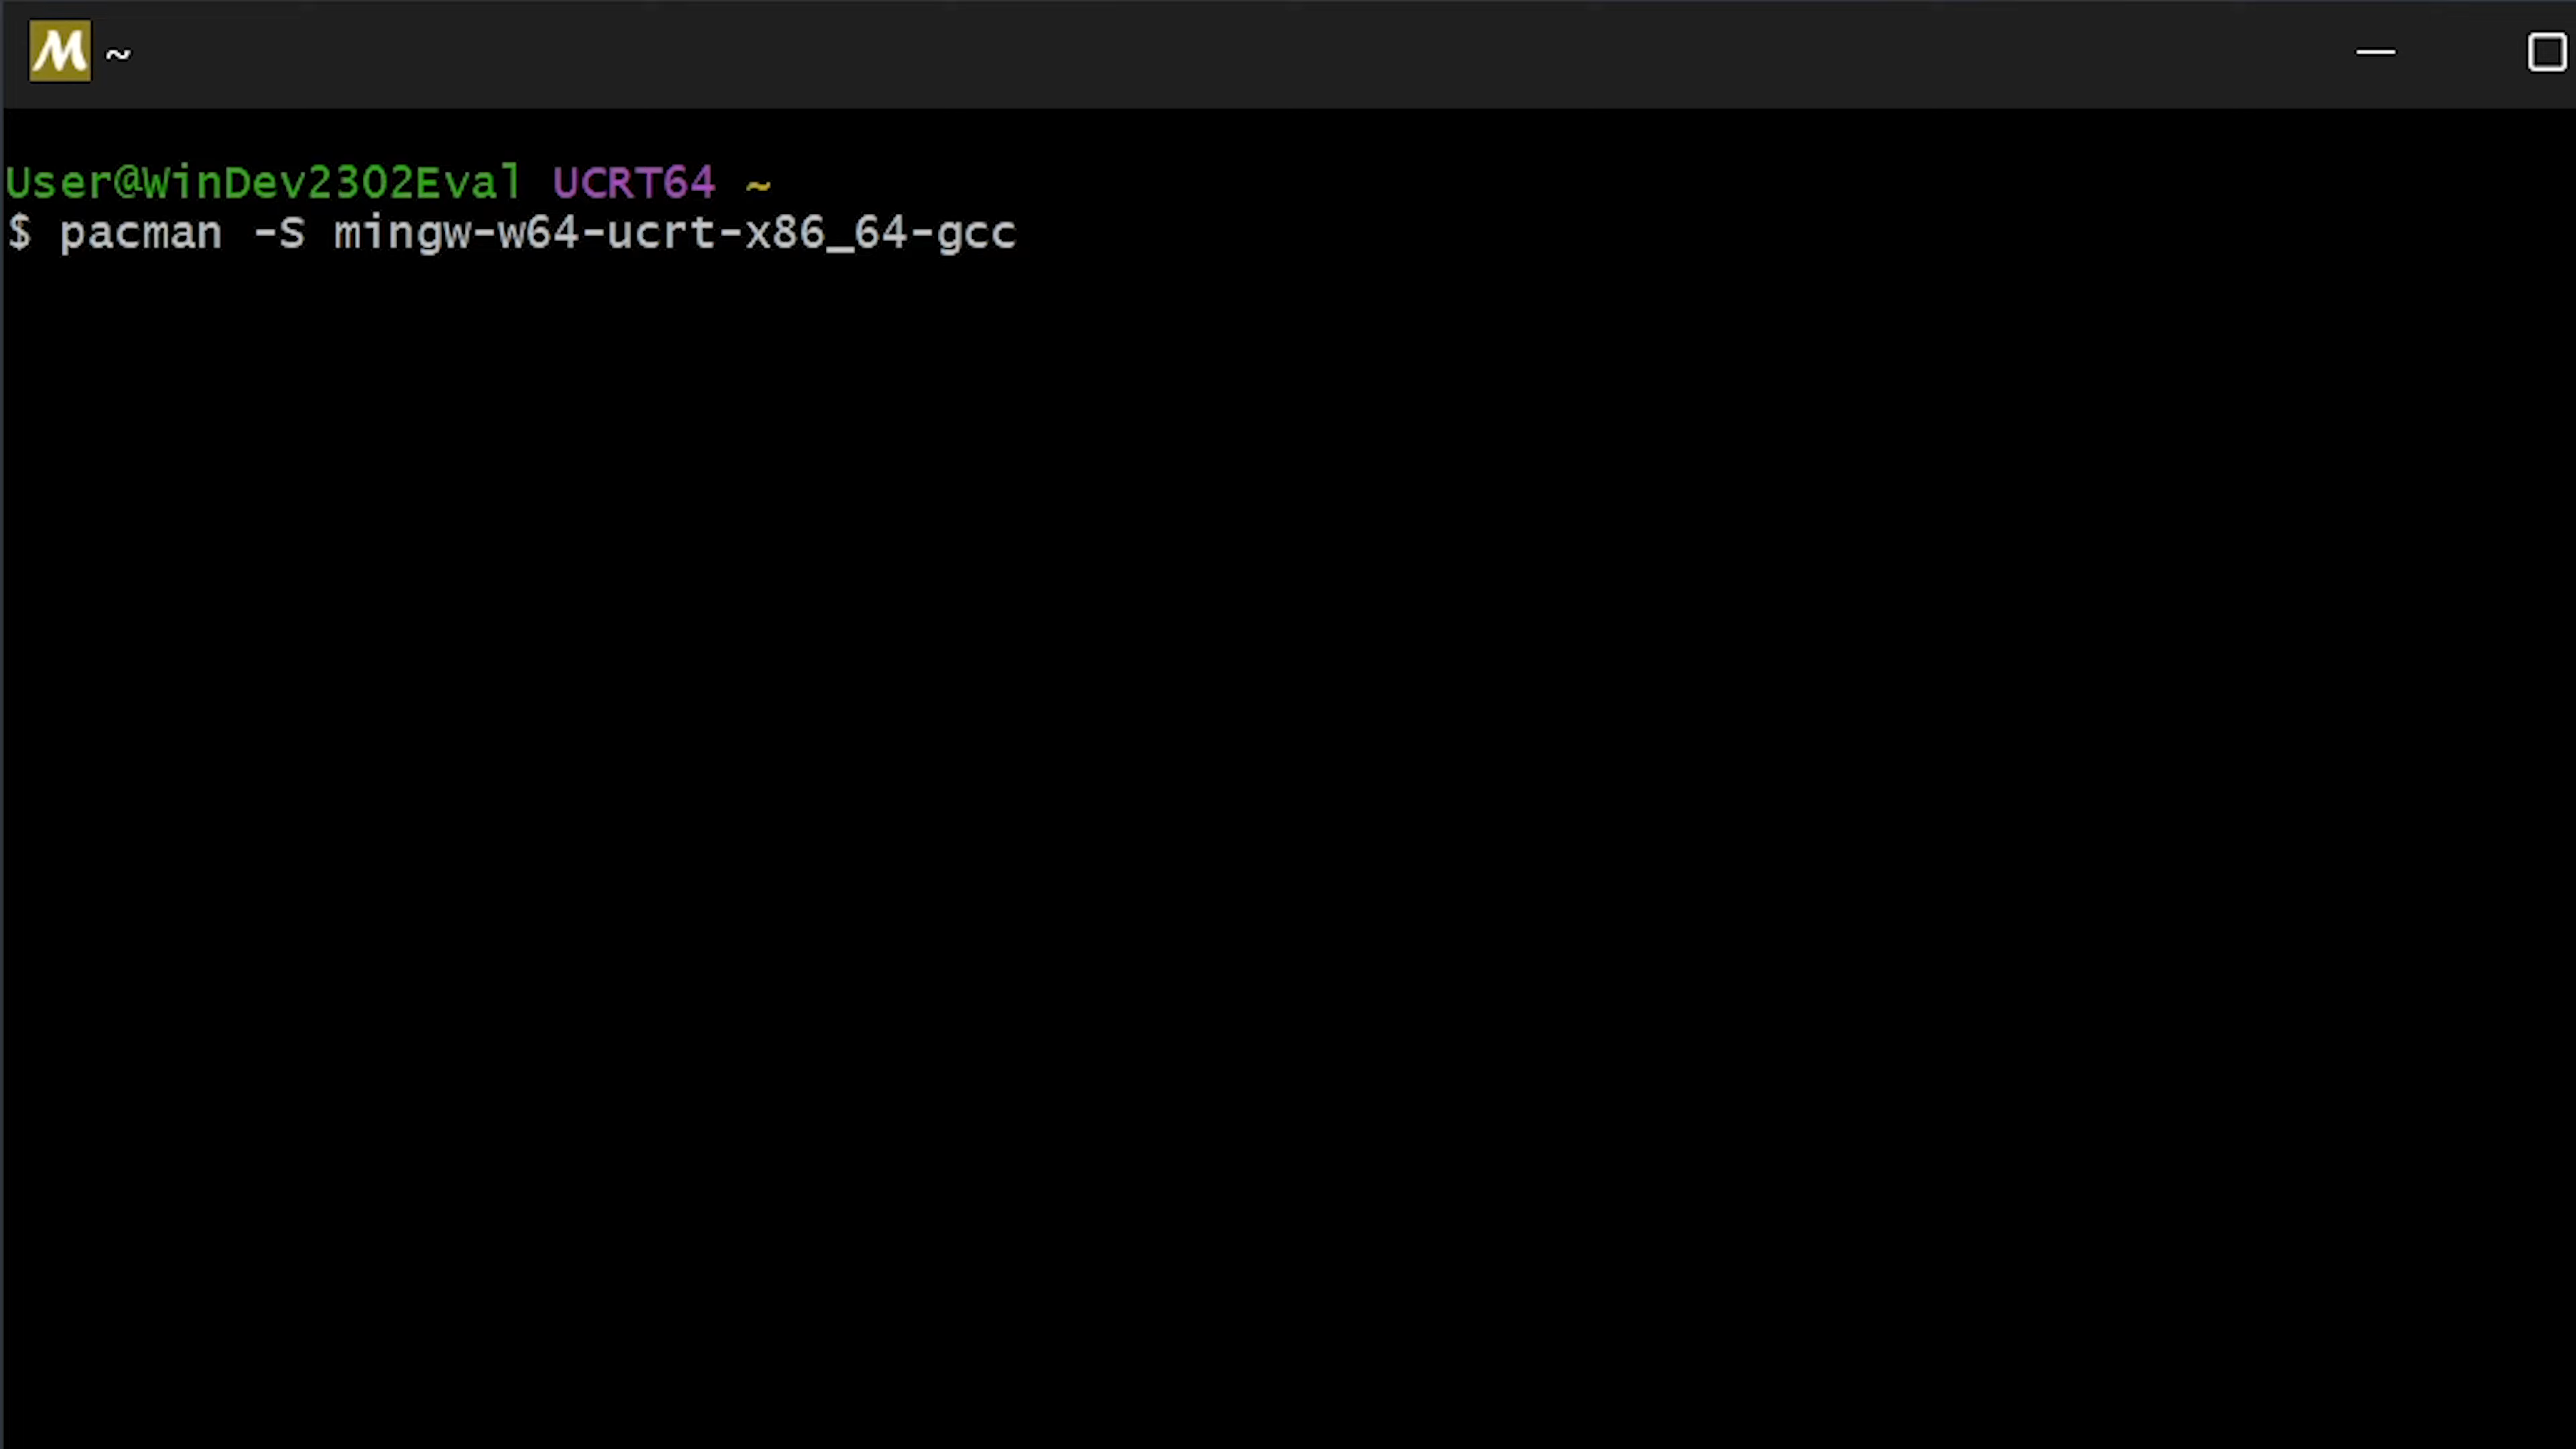 M ~
User@WinDev2302Eval UCRT64 ~
$ pacman -S mingw-w64-ucrt-x86_64-gcc